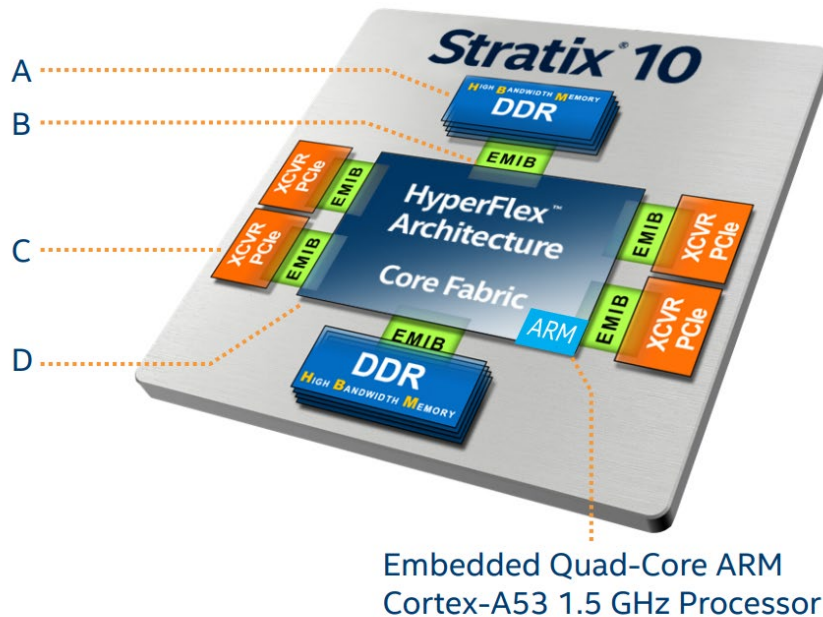 Stratix® 10
A
HIGH BANDWIDTH MEMORY
DDR
B
EMIB
XCVR
PCIe
EMIB
HyperFlex™
Architecture
Core Fabric
EMIB
XCVR
PCIe
C
XCVR
PCIe
EMIB
ARM
EMIB
XCVR
PCIe
D
EMIB
DDR
HIGH BANDWIDTH MEMORY
Embedded Quad-Core ARM
Cortex-A53 1.5 GHz Processor